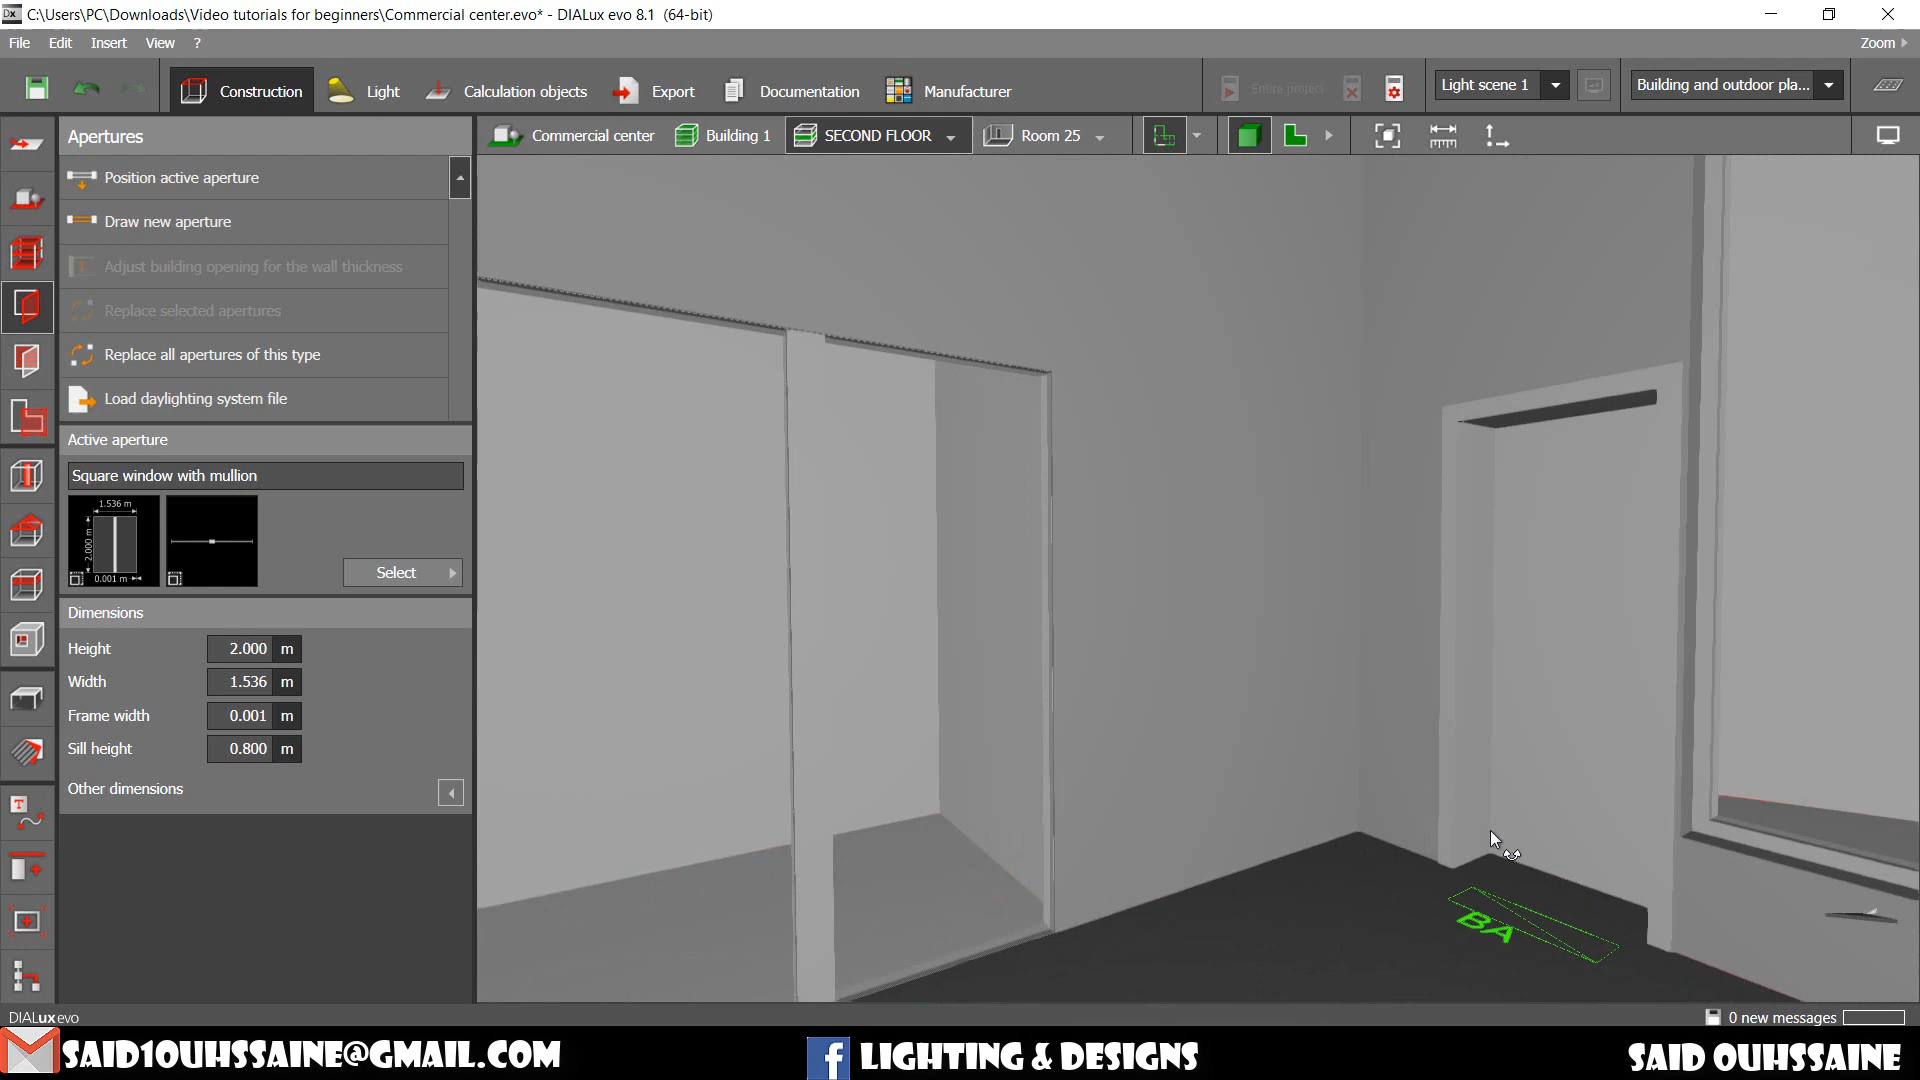 C:\Users\PC\Downloads\Video tutorials for beginners\Commercial center.evo* - DIALux evo 8.1 (64-bit)
File Edit Insert View ? Zoom
Construction Light Calculation objects Export Documentation Manufacturer Entire project Light scene 1 Building and outdoor pla...
Apertures
Commercial center Building 1 SECOND FLOOR Room 25
Position active aperture
Draw new aperture
Adjust building opening for the wall thickness
Replace selected apertures
Replace all apertures of this type
Load daylighting system file
Active aperture
Square window with mullion
1.536 m
2.000 m
0.001 m
Select
Dimensions
Height 2.000 m
Width 1.536 m
Frame width 0.001 m
Sill height 0.800 m
Other dimensions
BA
DIALux evo
0 new messages
SAID1OUHSSAINE@GMAIL.COM
LIGHTING & DESIGNS
SAID OUHSSAINE